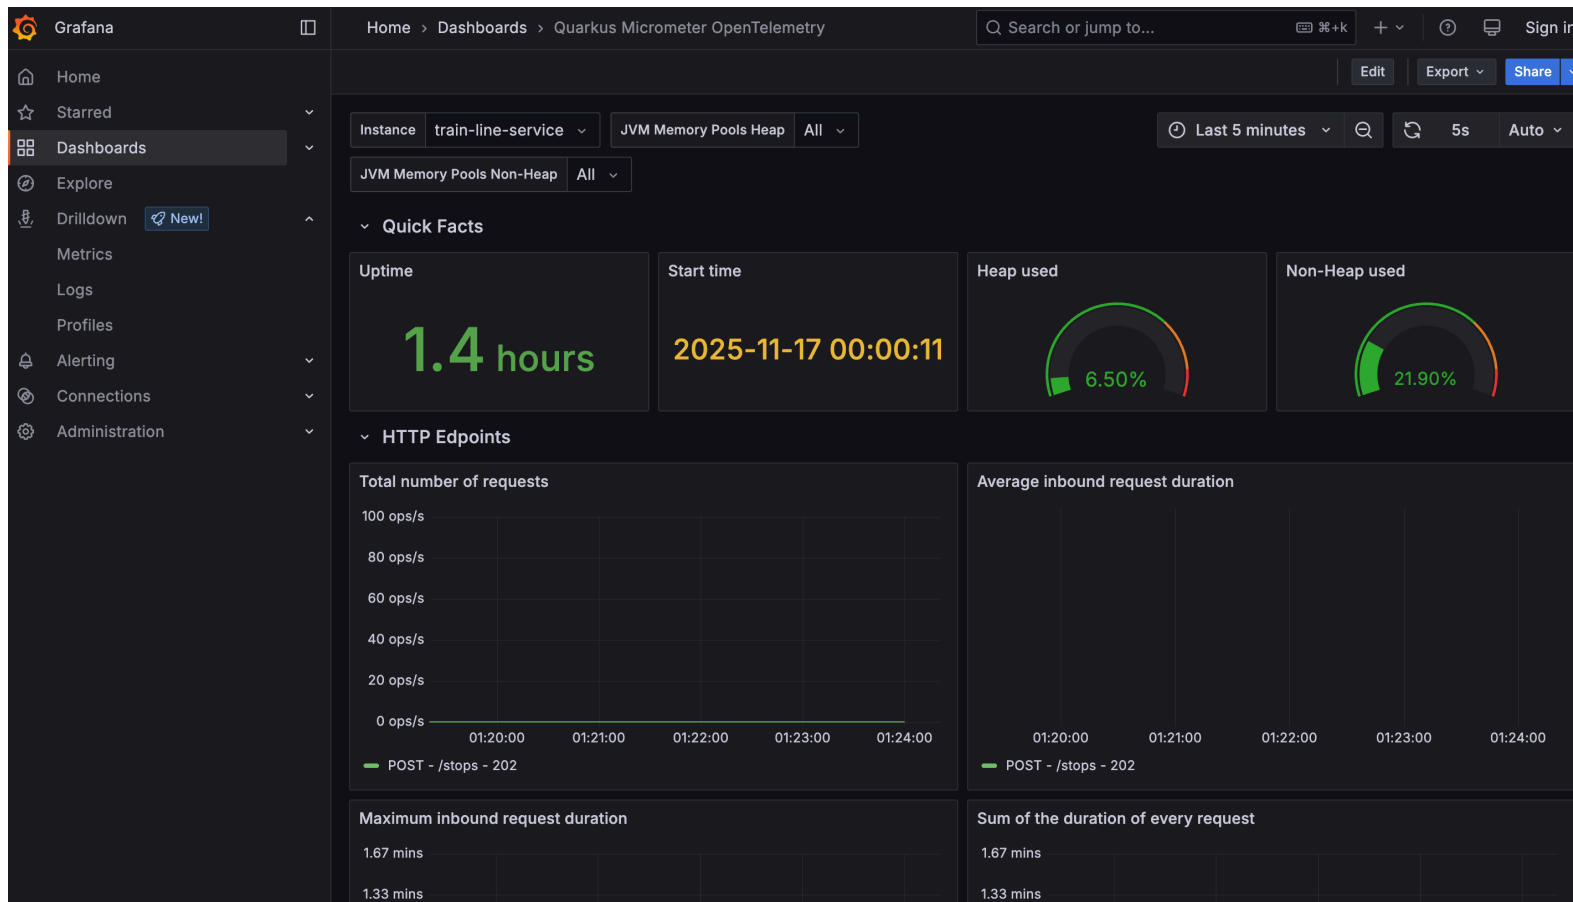 Grafana
Home › Dashboards › Quarkus Micrometer OpenTelemetry
Search or jump to... ⌘+k
Sign in
Edit
Export
Share
Home
Starred
Dashboards
Explore
Drilldown New!
Metrics
Logs
Profiles
Alerting
Connections
Administration
Instance train-line-service JVM Memory Pools Heap All
Last 5 minutes 5s Auto
JVM Memory Pools Non-Heap All
Quick Facts
Uptime
1.4 hours
Start time
2025-11-17 00:00:11
Heap used
6.50%
Non-Heap used
21.90%
HTTP Edpoints
Total number of requests
100 ops/s
80 ops/s
60 ops/s
40 ops/s
20 ops/s
0 ops/s
01:20:00 01:21:00 01:22:00 01:23:00 01:24:00
POST - /stops - 202
Average inbound request duration
01:20:00 01:21:00 01:22:00 01:23:00 01:24:00
POST - /stops - 202
Maximum inbound request duration
1.67 mins
1.33 mins
Sum of the duration of every request
1.67 mins
1.33 mins